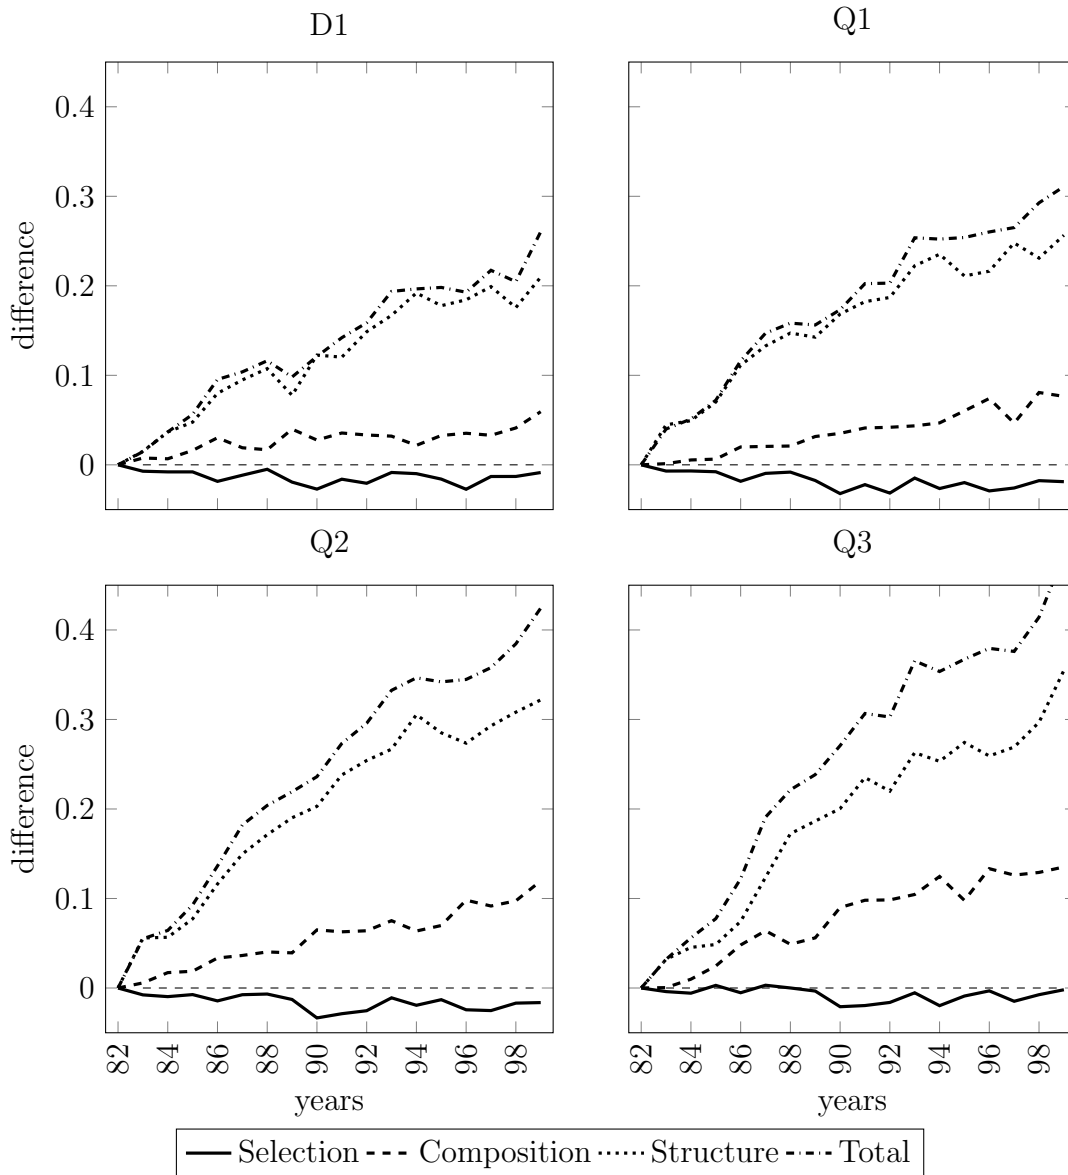 D1 Q1
0.4
0.3
difference
0.2
0.1
0
Q2 Q3
0.4
0.3
difference
0.2
0.1
0
82 84 86 88 90 92 94 96 98 82 84 86 88 90 92 94 96 98
years years
Selection Composition Structure Total